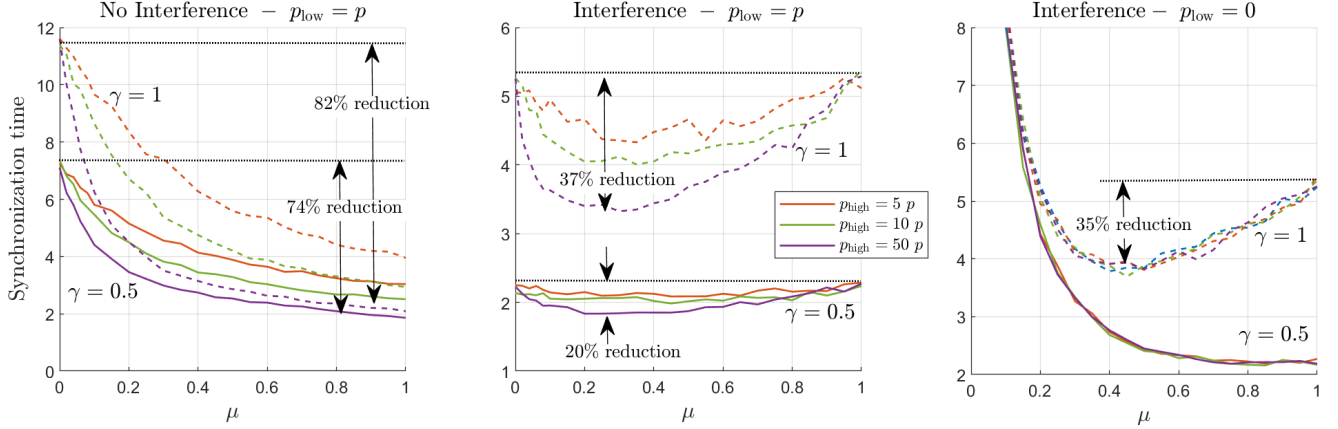 No Interference − p_low = p
Synchronization time
12
10
8
6
4
2
0
0
0.2
0.4
0.6
0.8
1
μ
γ = 1
82% reduction
74% reduction
γ = 0.5
Interference − p_low = p
6
5
4
3
2
1
0
0.2
0.4
0.6
0.8
1
μ
37% reduction
γ = 1
p_high = 5 p
p_high = 10 p
p_high = 50 p
γ = 0.5
20% reduction
Interference − p_low = 0
8
7
6
5
4
3
2
0
0.2
0.4
0.6
0.8
1
μ
35% reduction
γ = 1
γ = 0.5